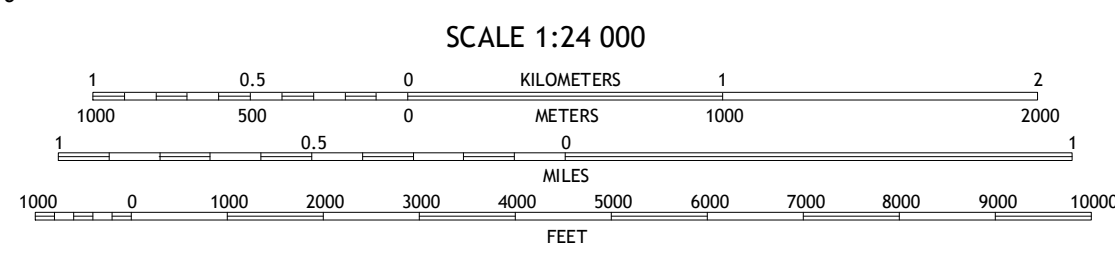 SCALE 1:24 000
1 0.5 0 KILOMETERS 1 2
1000 500 0 METERS 1000 2000
1 0.5 0 1
MILES
1000 0 1000 2000 3000 4000 5000 6000 7000 8000 9000 10000
FEET